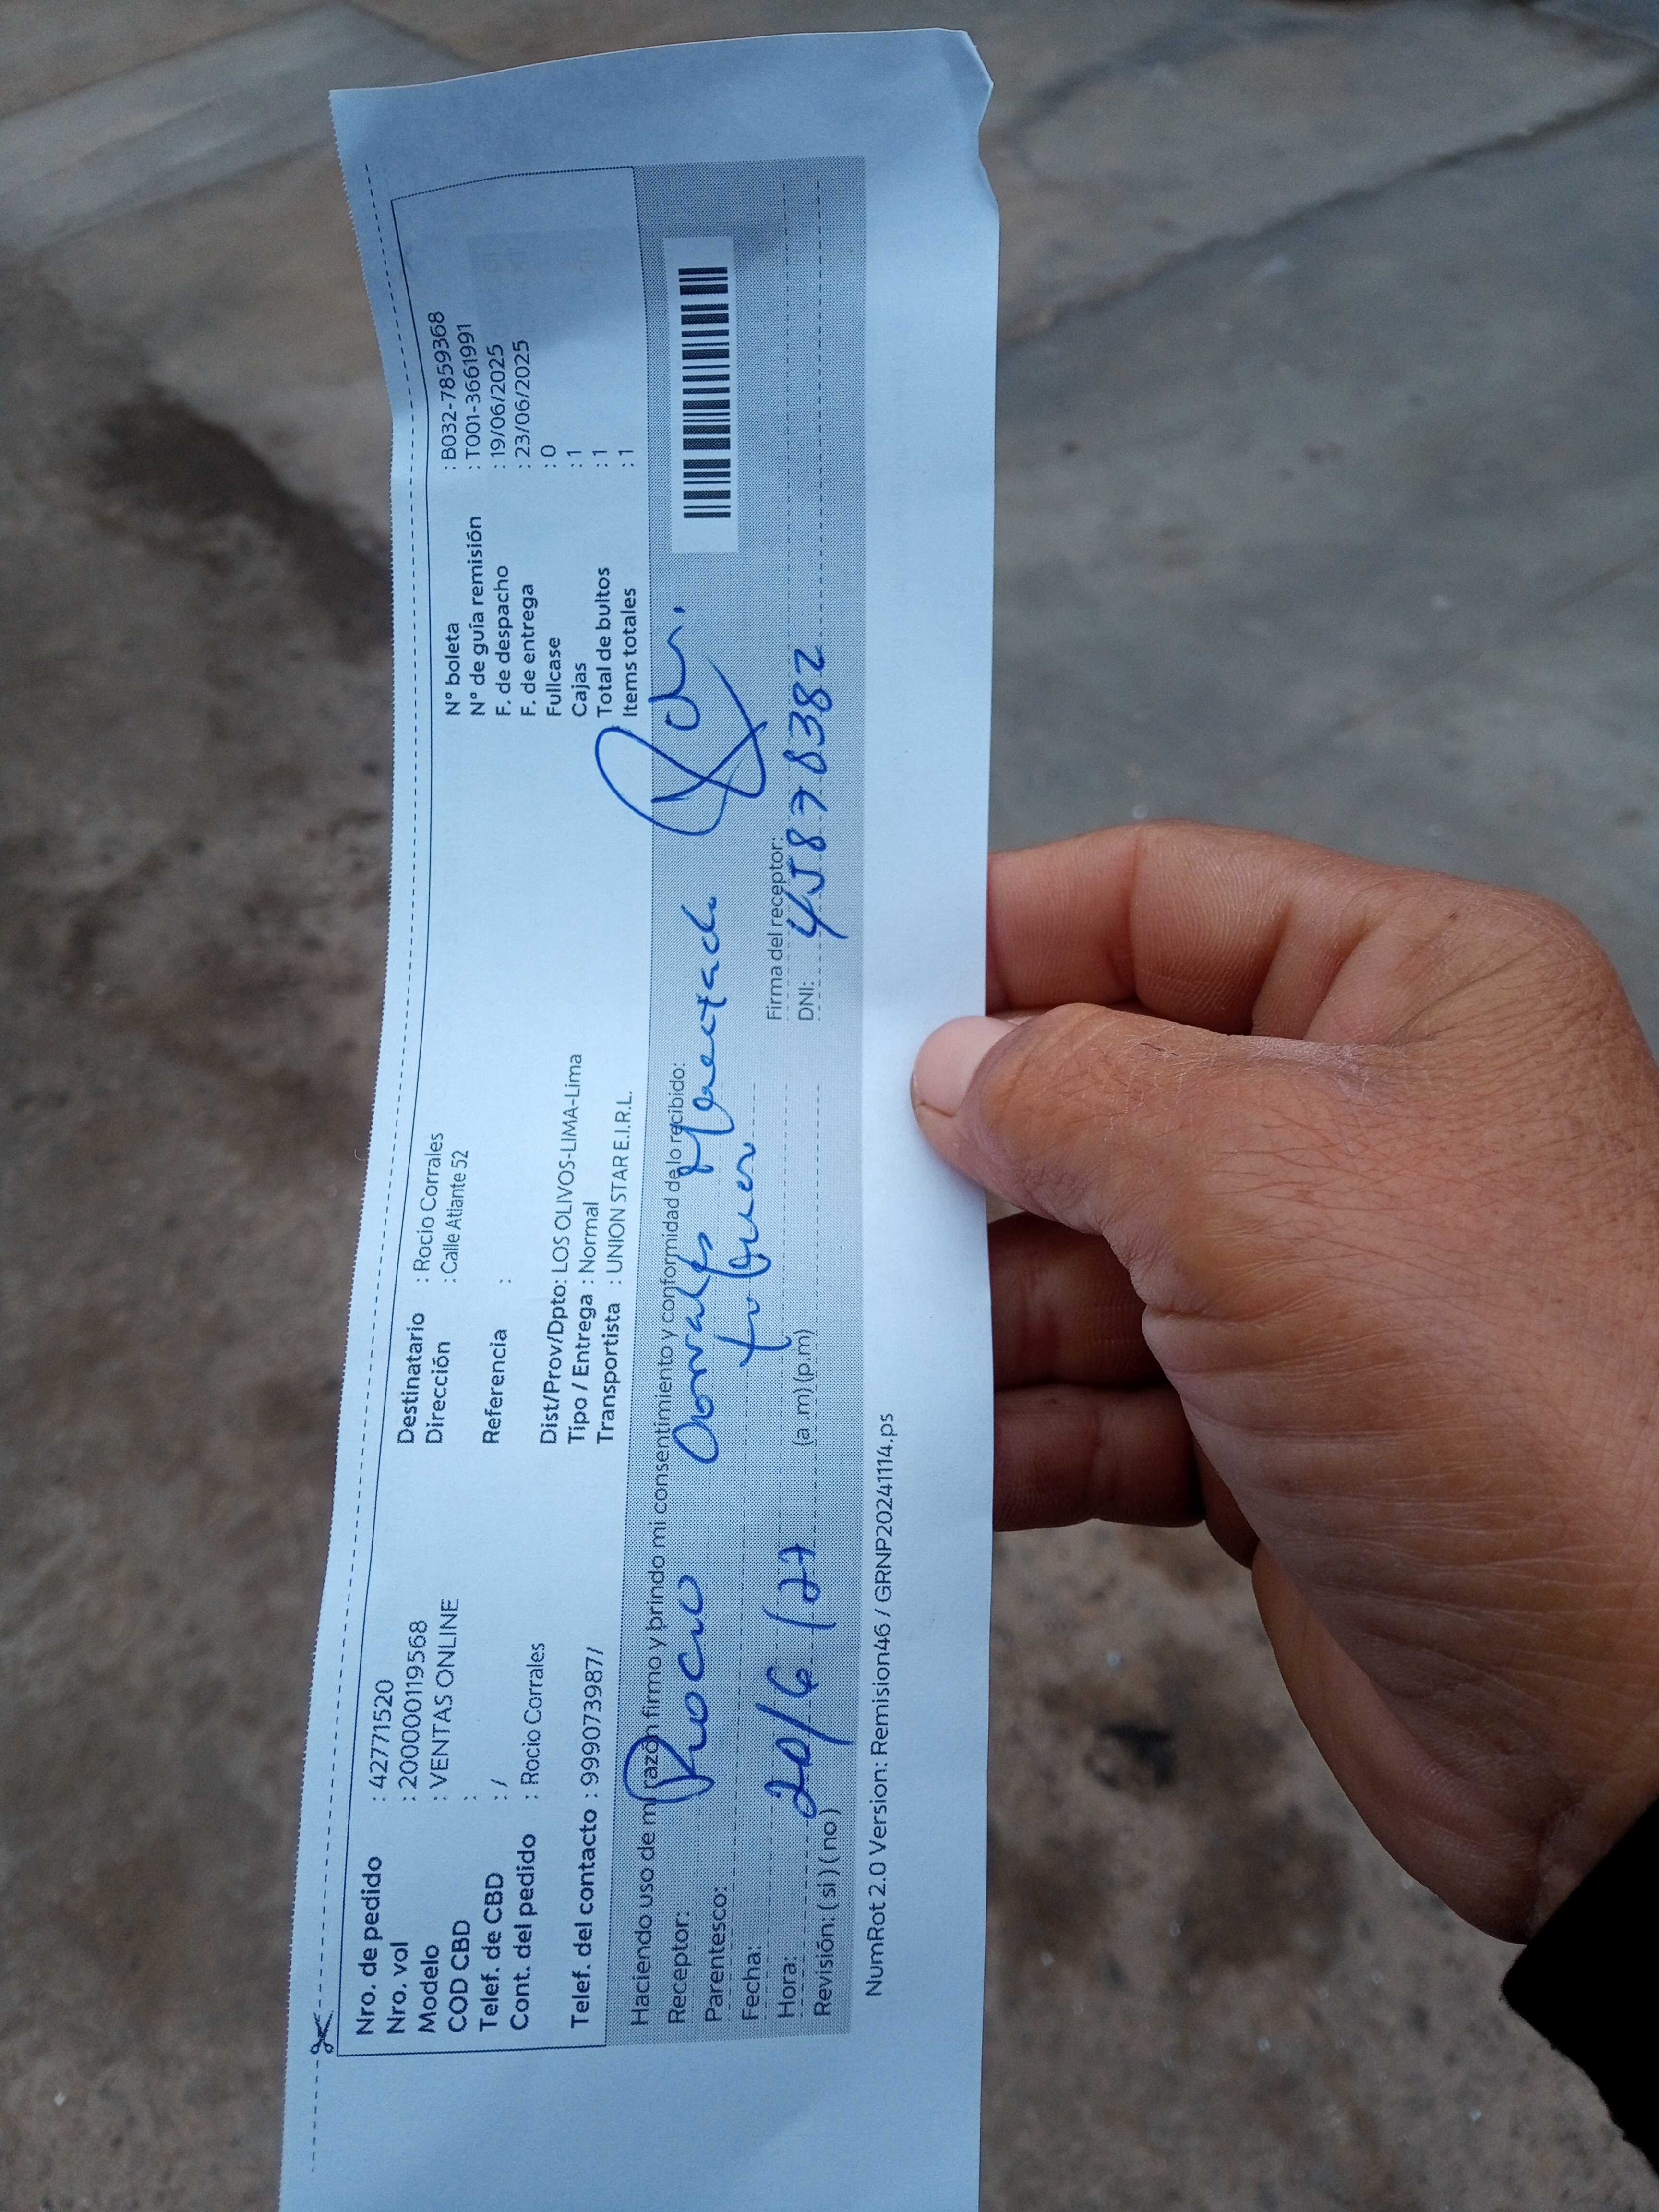 Nro. de pedido : 42771520
Nro. vol : 2000000119568
Modelo : VENTAS ONLINE
COD CBD :
Telef. de CBD : /
Cont. del pedido : Rocio Corrales
Telef. del contacto : 999073987/
Destinatario : Rocio Corrales
Dirección : Calle Atlante 52
Referencia :
Dist/Prov/Dpto: LOS OLIVOS-LIMA-Lima
Tipo / Entrega : Normal
Transportista : UNION STAR E.I.R.L.
N° boleta : B032-7859368
N° de guía remisión : T001-3661991
F. de despacho : 19/06/2025
F. de entrega : 23/06/2025
Fullcase : 0
Cajas : 1
Total de bultos : 1
Items totales : 1
Haciendo uso de mi razón firmo y brindo mi consentimiento y conformidad de lo recibido:
Receptor: Rocio Corrales
Parentesco:
Fecha: 20/6
Hora: (a.m) (p.m)
Revisión: ( si ) ( no )
Firma del receptor:
DNI: 45878382
NumRot 2.0 Version: Remision46 / GRNP20241114.ps